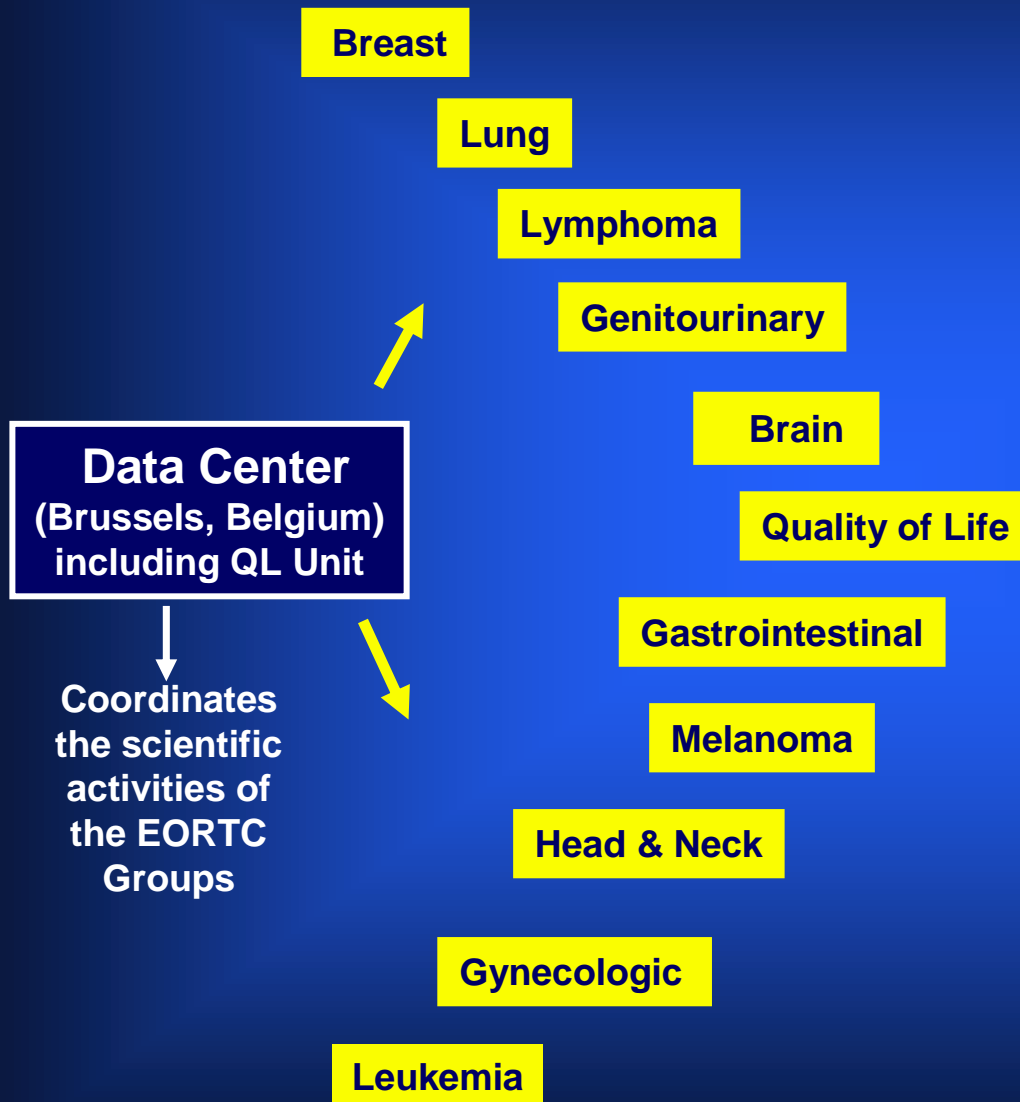 Breast
Lung
Lymphoma
Genitourinary
Brain
Data Center
(Brussels, Belgium)
including QL Unit
Quality of Life
Gastrointestinal
Coordinates
the scientific
activities of
the EORTC
Groups
Melanoma
Head & Neck
Gynecologic
Leukemia